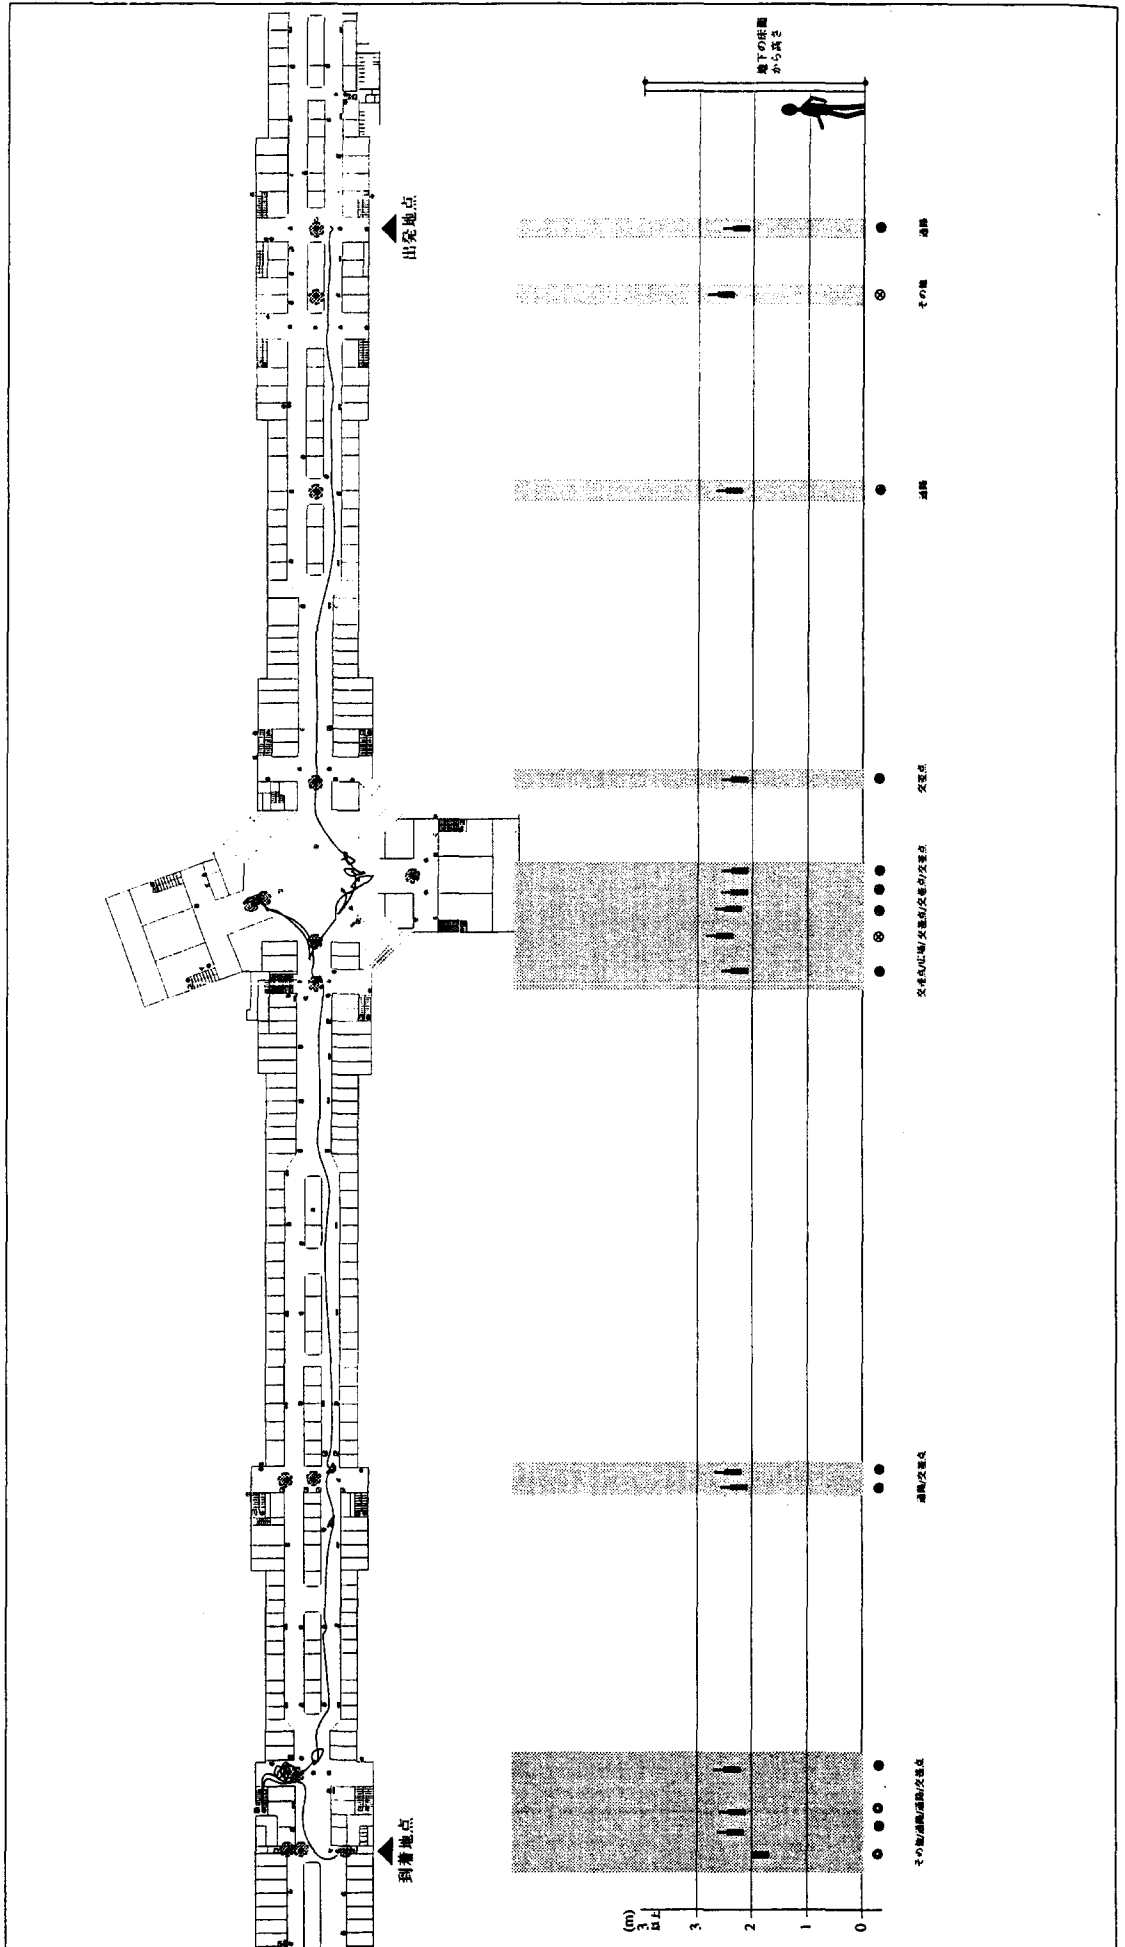 地下の床面
から高さ
出発地点
通路
その他
通路
交差点
交差点/広場/交差点/交差点/交差点
通路/交差点
その他/通路/通路/交差点
到着地点
(m)
3
以上
3
2
1
0